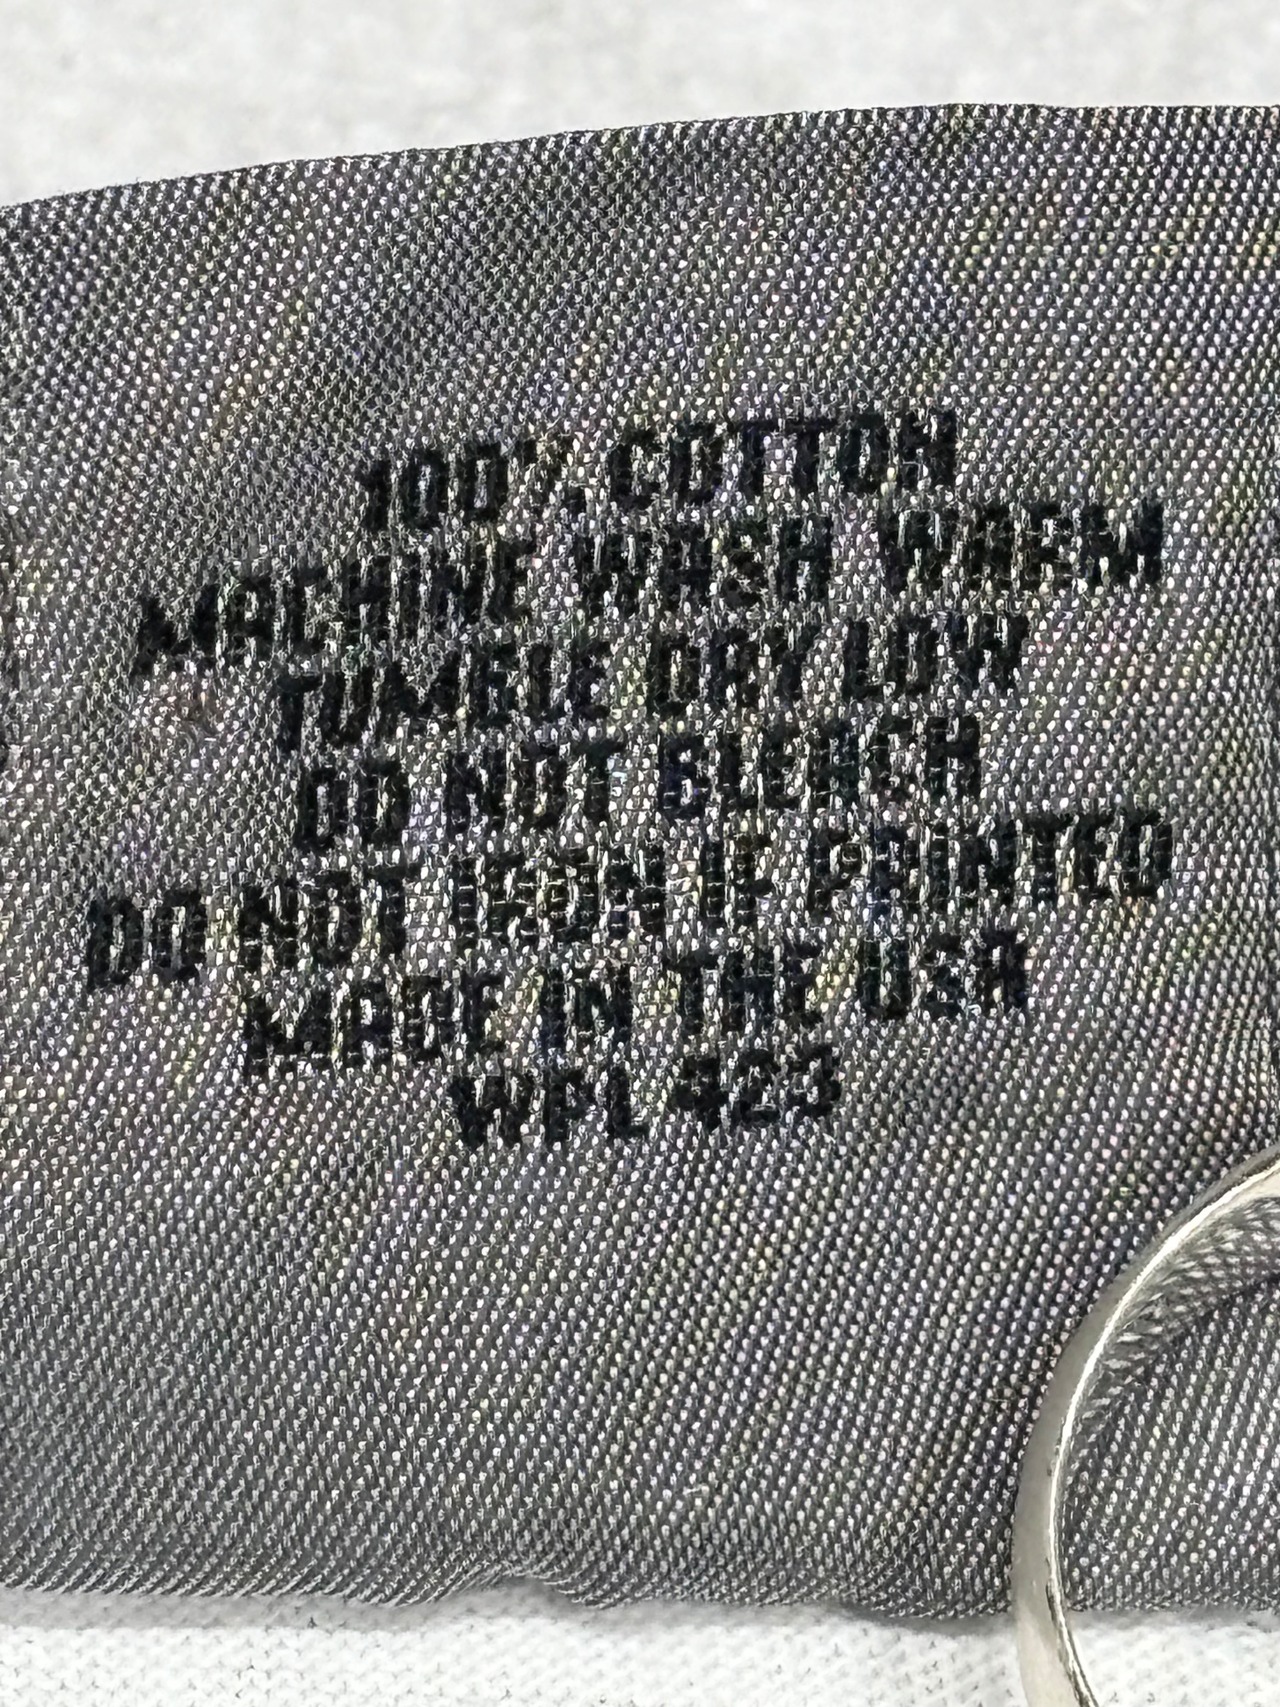 100% COTTON
MACHINE WASH WARM
TUMBLE DRY LOW
DO NOT BLEACH
DO NOT IRON IF PRINTED
MADE IN THE USA
WPL 423